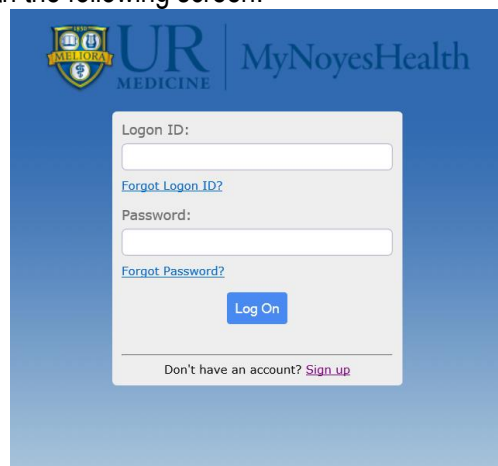 the following screen.
MELIORA
UR
MEDICINE
MyNoyesHealth
Logon ID:
Forgot Logon ID?
Password:
Forgot Password?
Log On
Don't have an account? Sign up